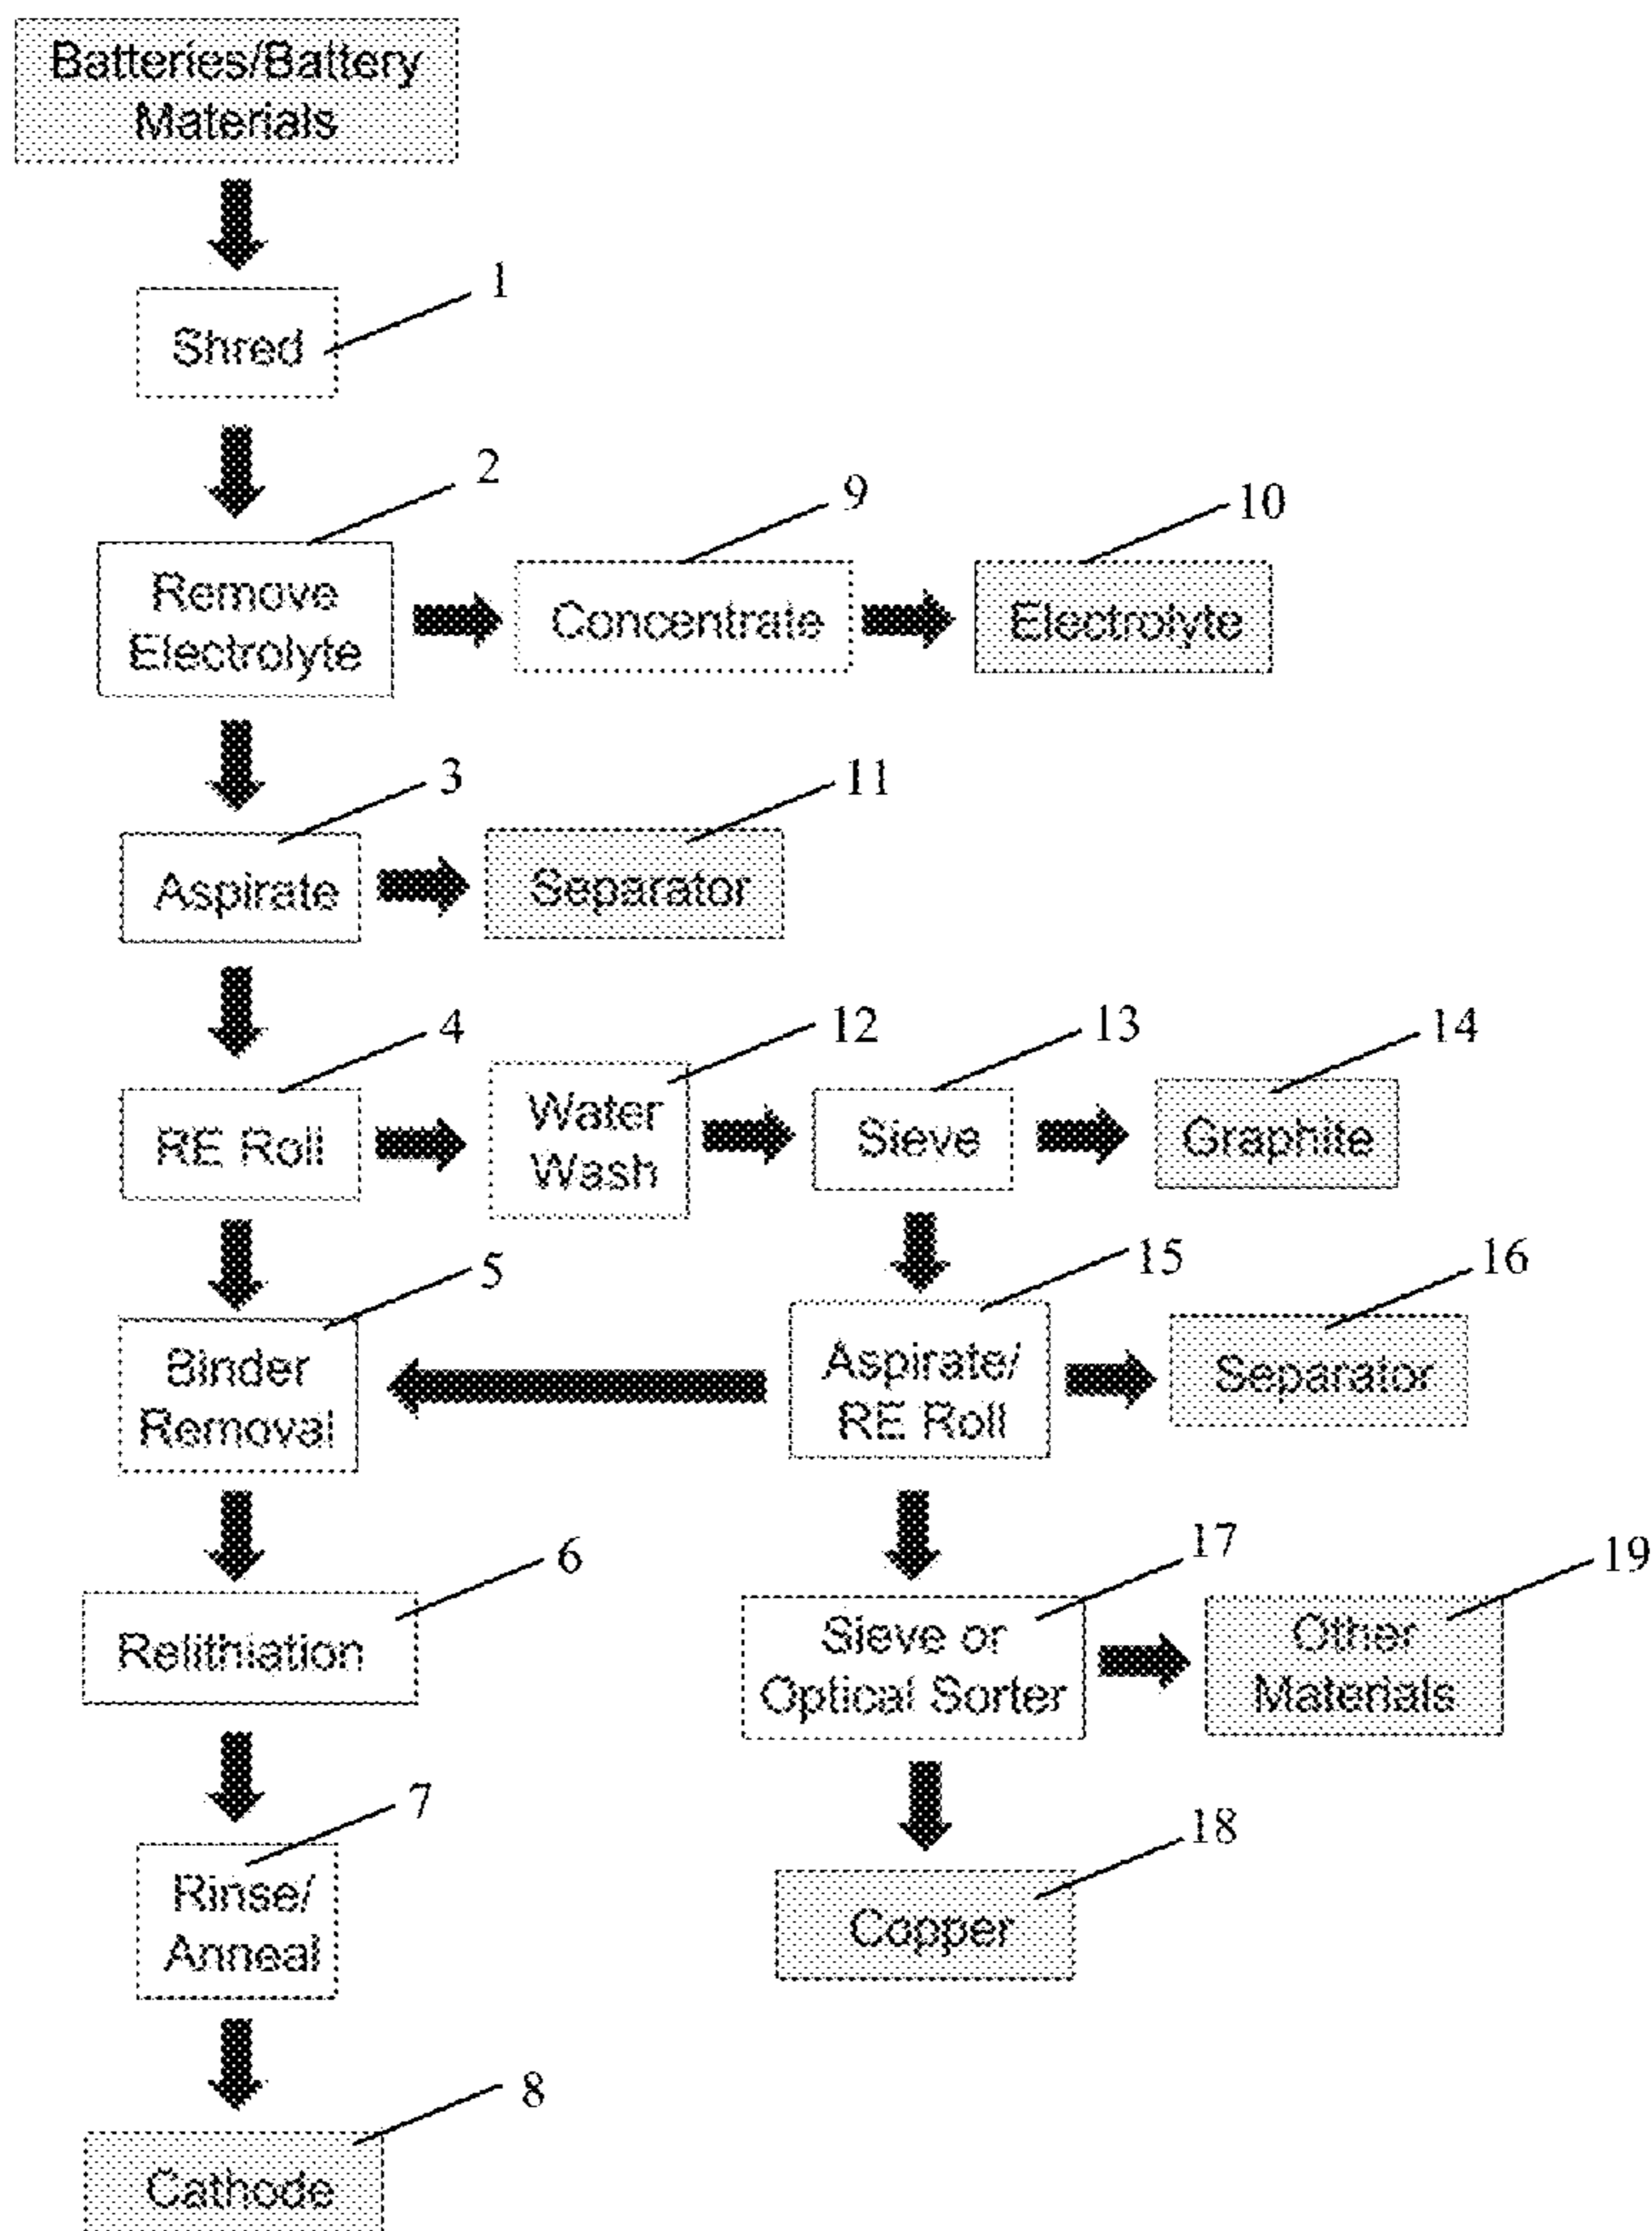 Batteries/Battery
Materials
1
Shred
2
9
10
Remove
Electrolyte
Concentrate
Electrolyte
3
11
Aspirate
Separator
4
12
13
14
RE Roll
Water
Wash
Sieve
Graphite
5
15
16
Binder
Removal
Aspirate/
RE Roll
Separator
6
17
19
Relithiation
Sieve or
Optical Sorter
Other
Materials
7
18
Rinse/
Anneal
Copper
8
Cathode